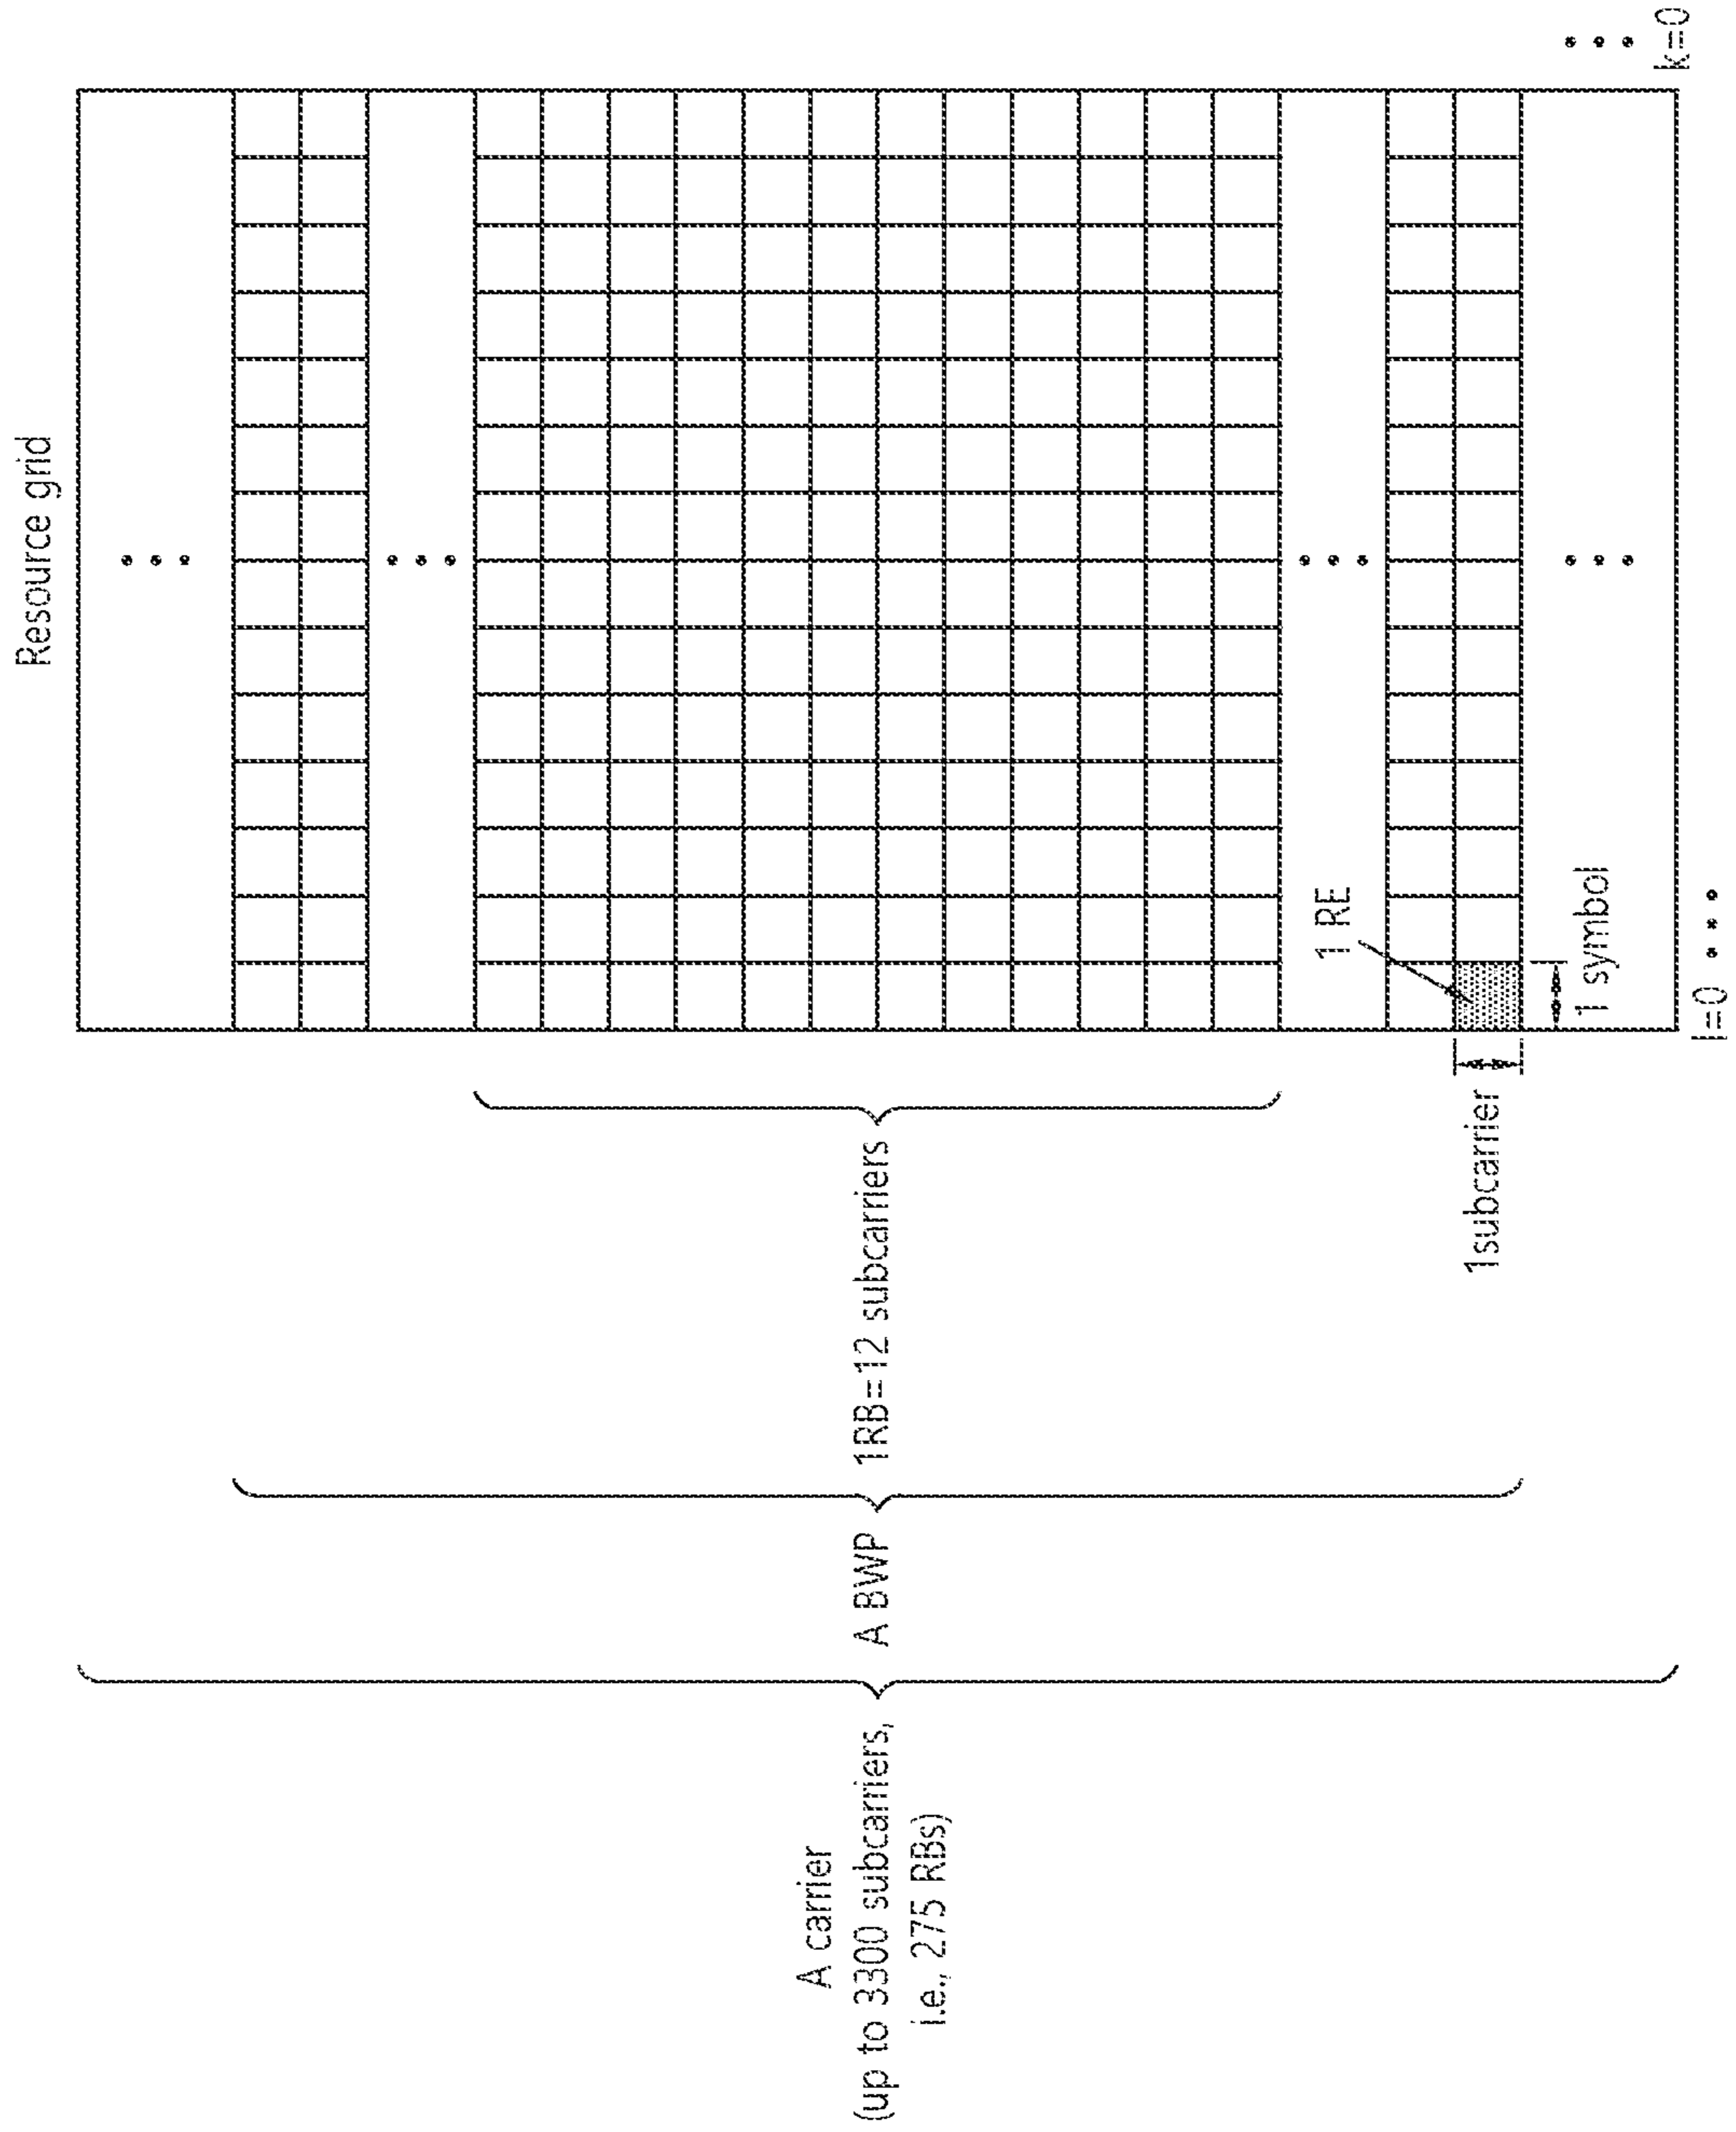 Resource grid
A carrier
(up to 3300 subcarriers,
i.e., 275 RBs)
A BWP
1RB=12 subcarriers
1 RE
1subcarrier
1 symbol
l=0
k=0